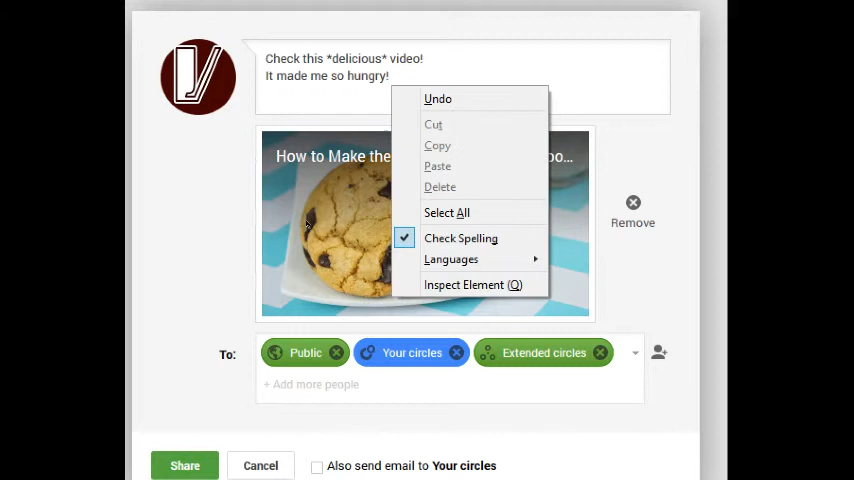 Check this *delicious* video!
It made me so hungry!
Undo
Cut
Copy
Paste
Delete
Select All
Check Spelling
Languages
Inspect Element (Q)
How to Make the
Remove
To:
Public
Your circles
Extended circles
+ Add more people
Share
Cancel
Also send email to Your circles